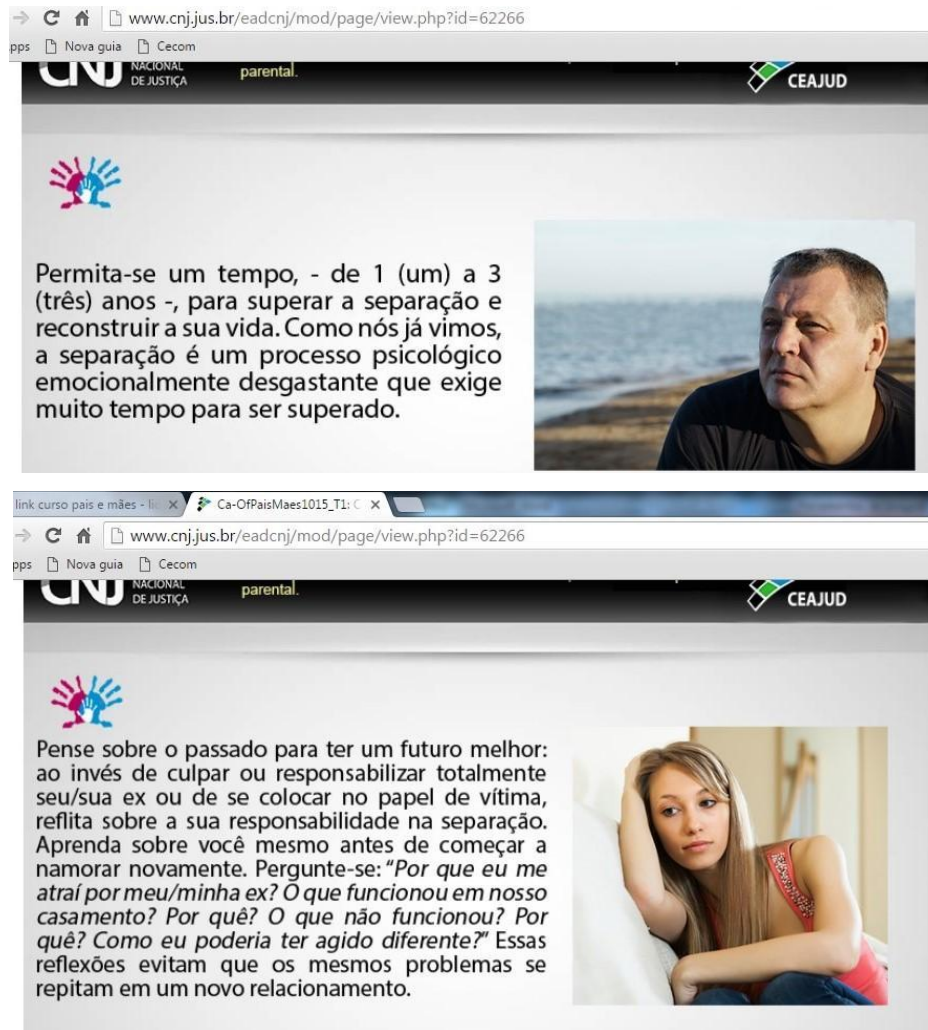 www.cnj.jus.br/eadcnj/mod/page/view.php?id=62266
pps Nova guia Cecom
CNJ NACIONAL DE JUSTIÇA parental. CEAJUD
Permita-se um tempo, - de 1 (um) a 3
(três) anos -, para superar a separação e
reconstruir a sua vida. Como nós já vimos,
a separação é um processo psicológico
emocionalmente desgastante que exige
muito tempo para ser superado.
link curso pais e mães - li Ca-OfPaisMaes1015_T1: C
www.cnj.jus.br/eadcnj/mod/page/view.php?id=62266
pps Nova guia Cecom
CNJ NACIONAL DE JUSTIÇA parental. CEAJUD
Pense sobre o passado para ter um futuro melhor:
ao invés de culpar ou responsabilizar totalmente
seu/sua ex ou de se colocar no papel de vítima,
reflita sobre a sua responsabilidade na separação.
Aprenda sobre você mesmo antes de começar a
namorar novamente. Pergunte-se: "Por que eu me
atraí por meu/minha ex? O que funcionou em nosso
casamento? Por quê? O que não funcionou? Por
quê? Como eu poderia ter agido diferente?" Essas
reflexões evitam que os mesmos problemas se
repitam em um novo relacionamento.